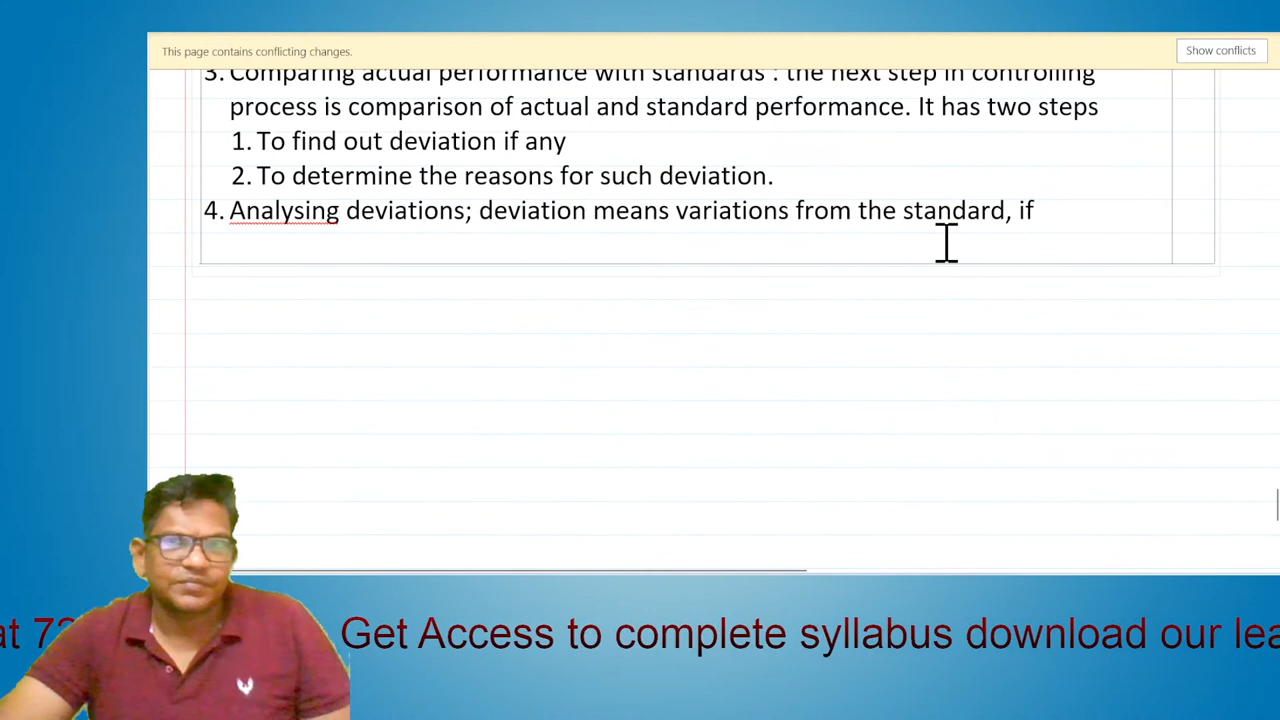 This page contains conflicting changes.
Show conflicts
3. Comparing actual performance with standards : the next step in controlling
process is comparison of actual and standard performance. It has two steps
1. To find out deviation if any
2. To determine the reasons for such deviation.
4. Analysing deviations; deviation means variations from the standard, if
at 7 Get Access to complete syllabus download our lea